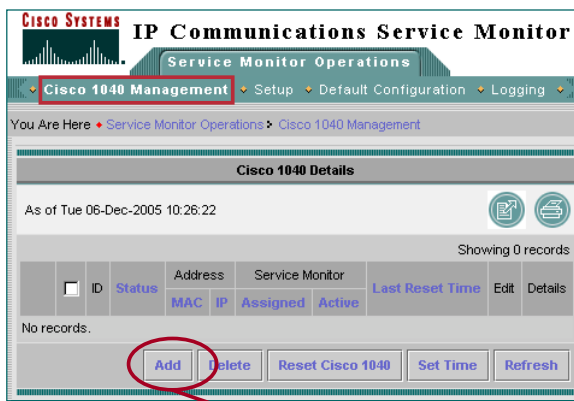 CISCO SYSTEMS
IP Communications Service Monitor
Service Monitor Operations
Cisco 1040 Management Setup Default Configuration Logging
You Are Here Service Monitor Operations Cisco 1040 Management
Cisco 1040 Details
As of Tue 06-Dec-2005 10:26:22
Showing 0 records
ID Status Address Service Monitor Last Reset Time Edit Details
MAC IP Assigned Active
No records.
Add Delete Reset Cisco 1040 Set Time Refresh